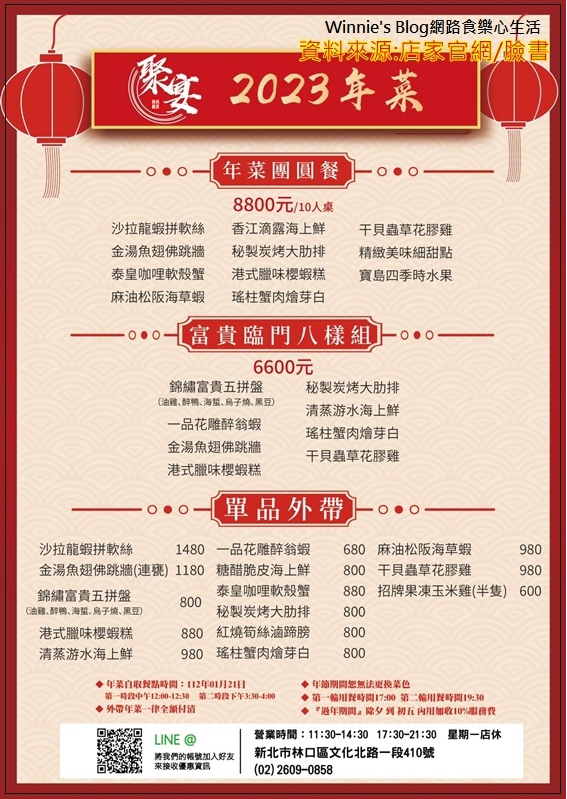 Winnie's Blog網路食樂心生活
資料來源:店家官網/臉書
聚宴
2023年菜
年菜團圓餐
8800元/10人桌
沙拉龍蝦拼軟絲 香江滴露海上鮮 干貝蟲草花膠雞
金湯魚翅佛跳牆 秘製炭烤大肋排 精緻美味細甜點
泰皇咖哩軟殼蟹 港式臘味櫻蝦糕 寶島四季時水果
麻油松阪海草蝦 瑤柱蟹肉燴芽白
富貴臨門八樣組
6600元
錦繡富貴五拼盤 秘製炭烤大肋排
(油雞、醉鴨、海蜇、烏子燒、黑豆) 清蒸游水海上鮮
一品花雕醉翁蝦 瑤柱蟹肉燴芽白
金湯魚翅佛跳牆 干貝蟲草花膠雞
港式臘味櫻蝦糕
單品外帶
沙拉龍蝦拼軟絲 1480 一品花雕醉翁蝦 680 麻油松阪海草蝦 980
金湯魚翅佛跳牆(連甕) 1180 糖醋脆皮海上鮮 800 干貝蟲草花膠雞 980
錦繡富貴五拼盤 800 泰皇咖哩軟殼蟹 880 招牌果凍玉米雞(半隻) 600
(油雞、醉鴨、海蜇、烏子燒、黑豆) 秘製炭烤大肋排 800
港式臘味櫻蝦糕 880 紅燒筍絲滷蹄膀 800
清蒸游水海上鮮 980 瑤柱蟹肉燴芽白 800
◆ 年菜自取餐點時間：112年01月21日
第一時段中午12:00-12:30 第二時段下午3:30-4:00
◆ 外帶年菜一律全額付清
◆ 年節期間恕無法更換菜色
◆ 第一輪用餐時間17:00 第二輪用餐時間19:30
◆ 『過年期間』除夕 到 初五 內用加收10%服務費
LINE @
將我們的帳號加入好友
來接收優惠資訊
營業時間：11:30-14:30 17:30-21:30 星期一店休
新北市林口區文化北路一段410號
(02) 2609-0858